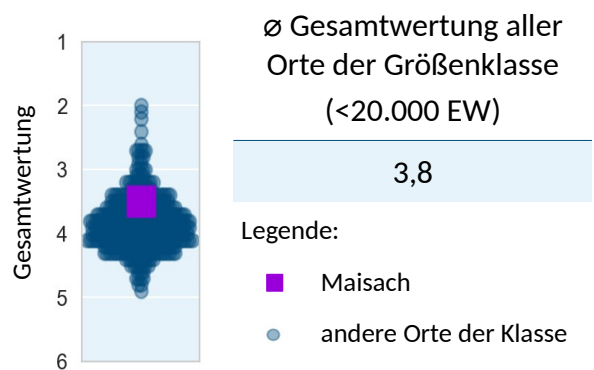 Gesamtwertung
1
2
3
4
5
6
⌀ Gesamtwertung aller
Orte der Größenklasse
(<20.000 EW)
3,8
Legende:
Maisach
andere Orte der Klasse